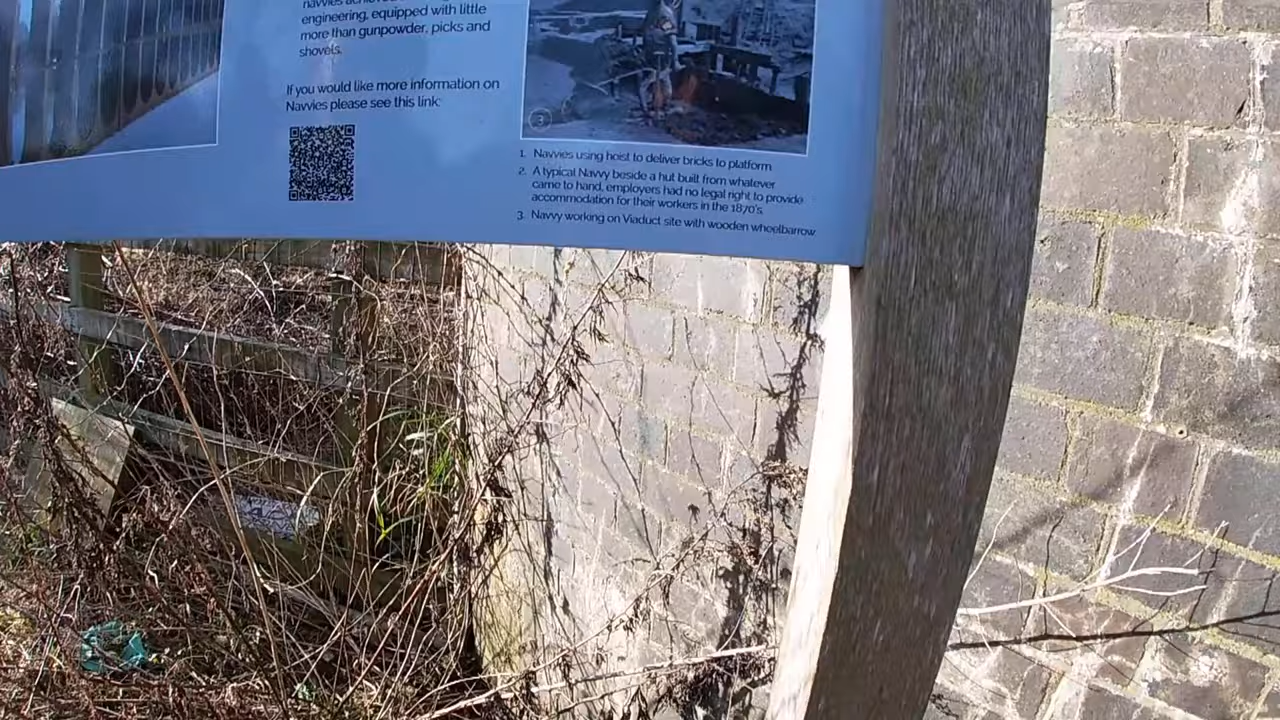 navvies
engineering, equipped with little
more than gunpowder, picks and
shovels.
If you would like more information on
Navvies please see this link:
3
1. Navvies using hoist to deliver bricks to platform
2. A typical Navvy beside a hut built from whatever
came to hand, employers had no legal right to provide
accommodation for their workers in the 1870's.
3. Navvy working on Viaduct site with wooden wheelbarrow